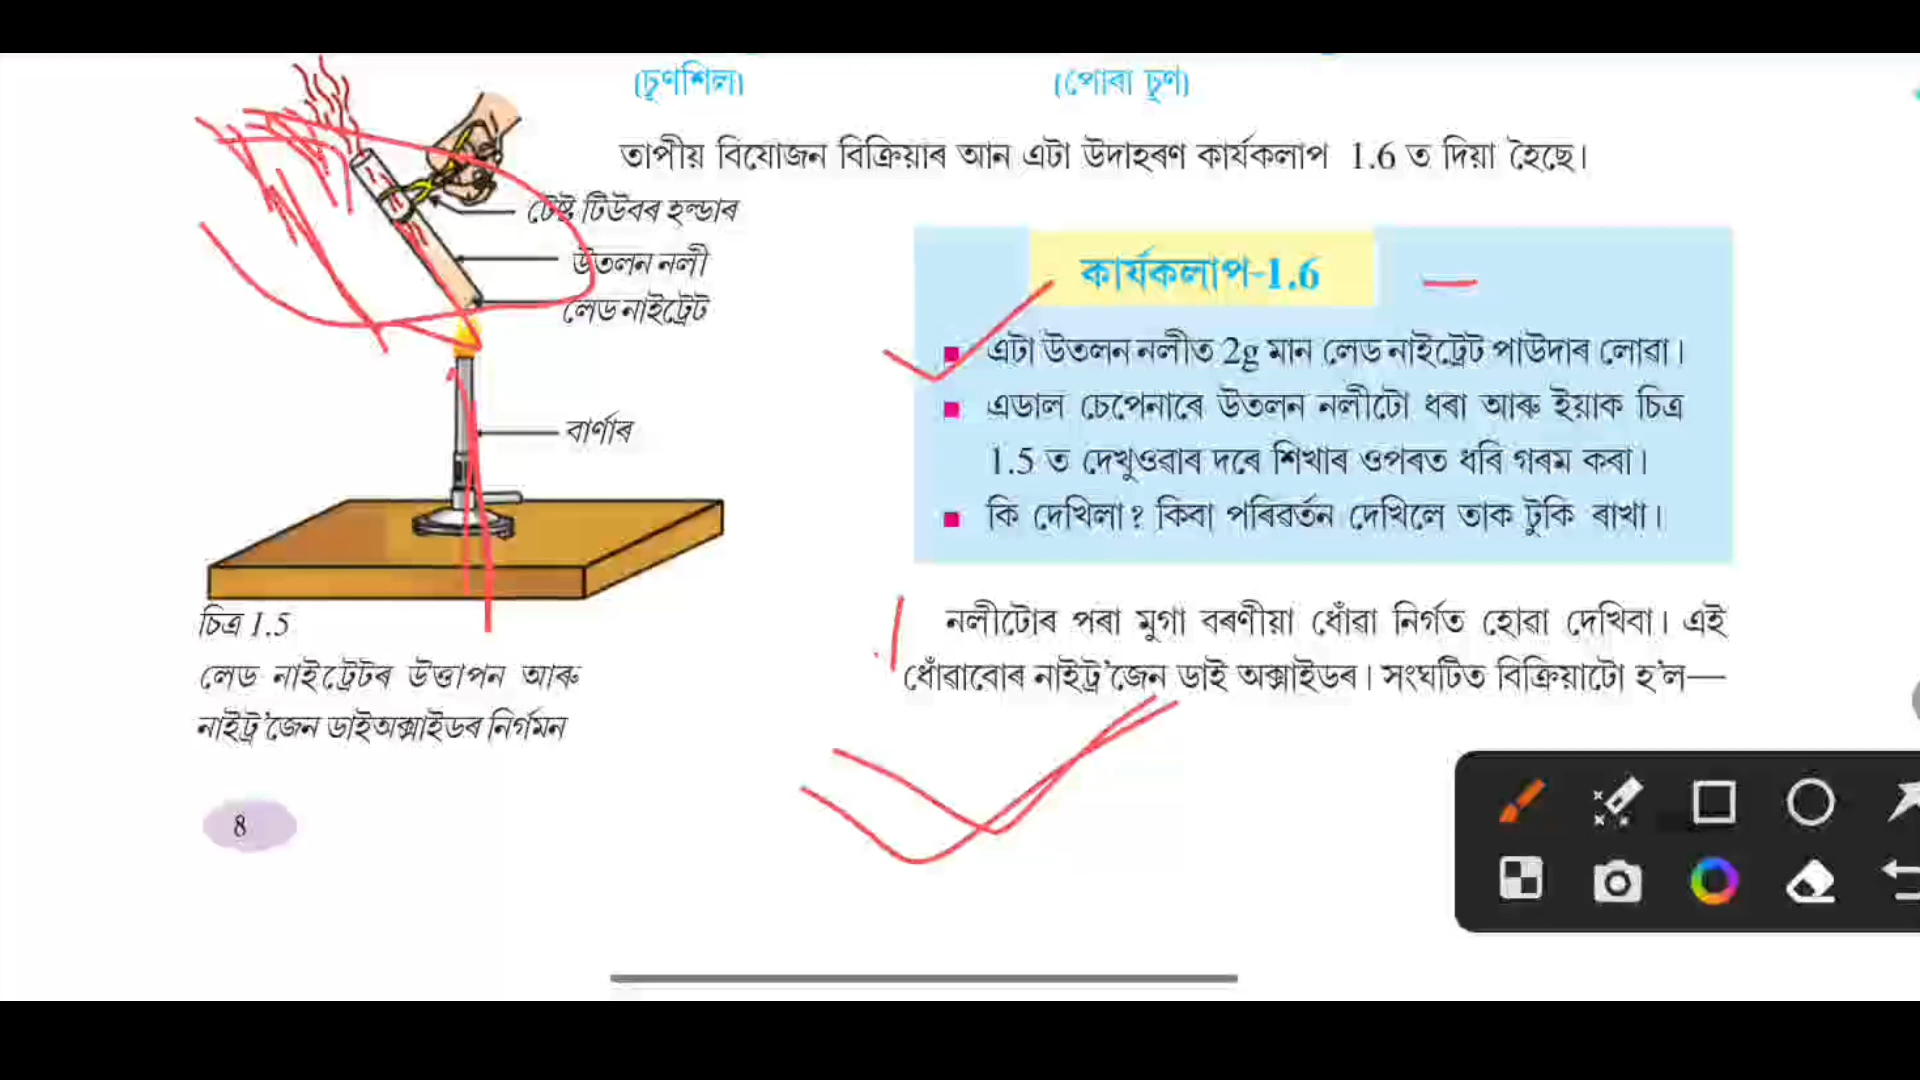 (চূণশিল) (পোৰা চূণ)
তাপীয় বিযোজন বিক্ৰিয়াৰ আন এটা উদাহৰণ কাৰ্যকলাপ 1.6 ত দিয়া হৈছে।
টেষ্ট টিউবৰ হল্ডাৰ
উতলন নলী
লেড নাইট্ৰেট
বাৰ্ণাৰ
চিত্ৰ 1.5
লেড নাইট্ৰেটৰ উত্তাপন আৰু
নাইট্ৰ'জেন ডাইঅক্সাইডৰ নিৰ্গমন
8
কাৰ্যকলাপ-1.6
■ এটা উতলন নলীত 2g মান লেড নাইট্ৰেট পাউদাৰ লোৱা।
■ এডাল চেপেনাৰে উতলন নলীটো ধৰা আৰু ইয়াক চিত্ৰ
1.5 ত দেখুওৱাৰ দৰে শিখাৰ ওপৰত ধৰি গৰম কৰা।
■ কি দেখিলা? কিবা পৰিৱৰ্তন দেখিলে তাক টুকি ৰাখা।
নলীটোৰ পৰা মুগা বৰণীয়া ধোঁৱা নিৰ্গত হোৱা দেখিবা। এই
ধোঁৱাবোৰ নাইট্ৰ'জেন ডাই অক্সাইডৰ। সংঘটিত বিক্ৰিয়াটো হ'ল—